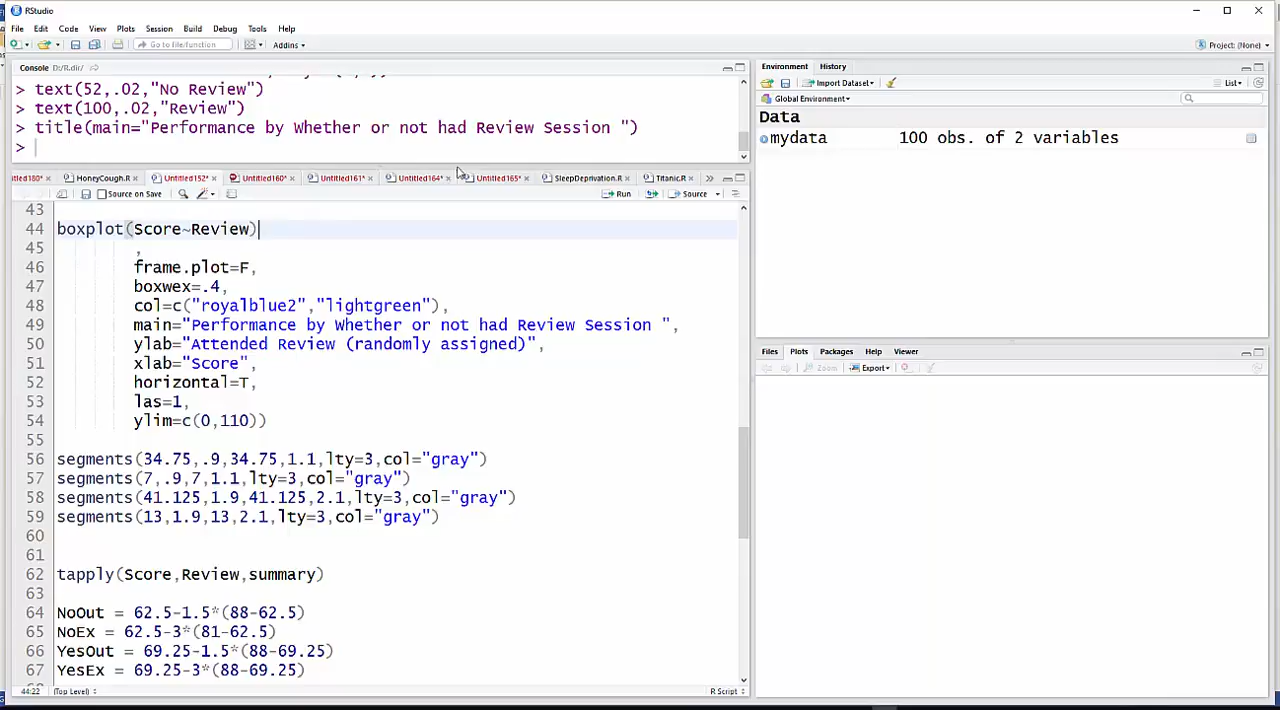 RStudio
File Edit Code View Plots Session Build Debug Tools Help
Go to file/function Addins Project: (None)
Console D:/R.dir/
> text(52,.02,"No Review")
> text(100,.02,"Review")
> title(main="Performance by Whether or not had Review Session ")
>
itled180* HoneyCough.R Untitled152* Untitled160* Untitled161* Untitled164* Untitled165* SleepDeprivation.R Titanic.R
Source on Save Run Source
43
44 boxplot(Score~Review)
45 ,
46 frame.plot=F,
47 boxwex=.4,
48 col=c("royalblue2","lightgreen"),
49 main="Performance by Whether or not had Review Session ",
50 ylab="Attended Review (randomly assigned)",
51 xlab="Score",
52 horizontal=T,
53 las=1,
54 ylim=c(0,110))
55
56 segments(34.75,.9,34.75,1.1,lty=3,col="gray")
57 segments(7,.9,7,1.1,lty=3,col="gray")
58 segments(41.125,1.9,41.125,2.1,lty=3,col="gray")
59 segments(13,1.9,13,2.1,lty=3,col="gray")
60
61
62 tapply(Score,Review,summary)
63
64 NoOut = 62.5-1.5*(88-62.5)
65 NoEx = 62.5-3*(81-62.5)
66 YesOut = 69.25-1.5*(88-69.25)
67 YesEx = 69.25-3*(88-69.25)
44:22 (Top Level) R Script
Environment History
Import Dataset List
Global Environment
Data
mydata 100 obs. of 2 variables
Files Plots Packages Help Viewer
Zoom Export